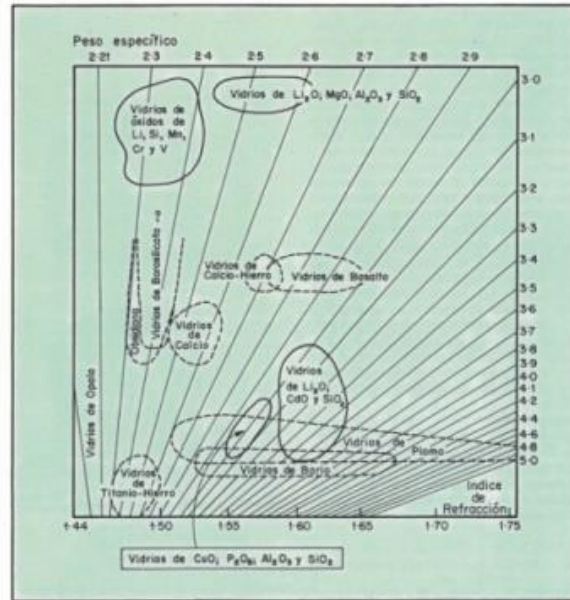 Peso específico
2·21 2·3 2·4 2·5 2·6 2·7 2·8 2·9
3·0
Vidrios de Li₂O, MgO, Al₂O₃ y SiO₂
Vidrios de
óxidos de
Li, Si, Mn,
Cr y V
3·1
3·2
3·3
3·4
Vidrios de
Calcio-Hierro
Vidrios de Basalto
Vidrios de Borosilicato
3·5
3·6
3·7
3·8
3·9
4·0
4·1
4·2
4·4
4·6
4·8
5·0
Vidrios
de
Calcio
Vidrios
de Li₂O,
CdO y SiO₂
Vidrios de Opalo
Vidrios de
Plomo
Vidrios de Bario
Vidrios
de
Titanio-Hierro
Indice
de
Refracción
1·44 1·50 1·55 1·60 1·65 1·70 1·75
Vidrios de CuO, P₂O₅, Al₂O₃ y SiO₂